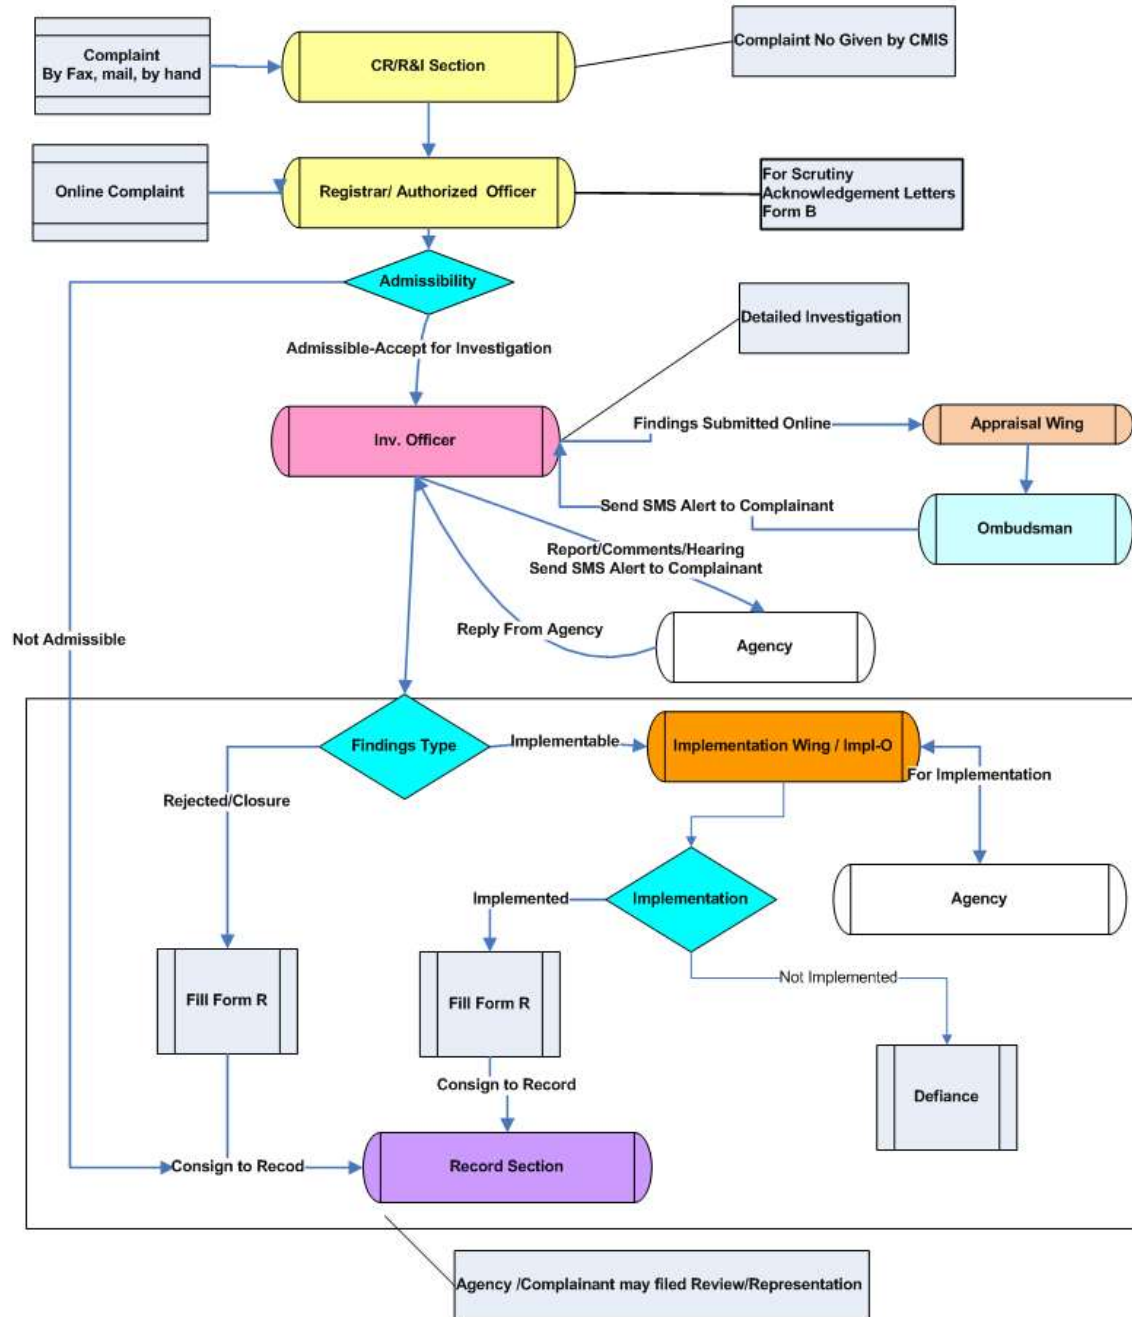 Complaint
By Fax, mail, by hand
CR/R&I Section
Complaint No Given by CMIS
Online Complaint
Registrar/ Authorized Officer
For Scrutiny
Acknowledgement Letters
Form B
Admissibility
Detailed Investigation
Admissible-Accept for Investigation
Inv. Officer
Findings Submitted Online
Appraisal Wing
Send SMS Alert to Complainant
Ombudsman
Report/Comments/Hearing
Send SMS Alert to Complainant
Not Admissible
Reply From Agency
Agency
Findings Type
Implementable
Implementation Wing / Impl-O
For Implementation
Rejected/Closure
Implemented
Implementation
Agency
Not Implemented
Fill Form R
Fill Form R
Consign to Record
Defiance
Consign to Recod
Record Section
Agency /Complainant may filed Review/Representation